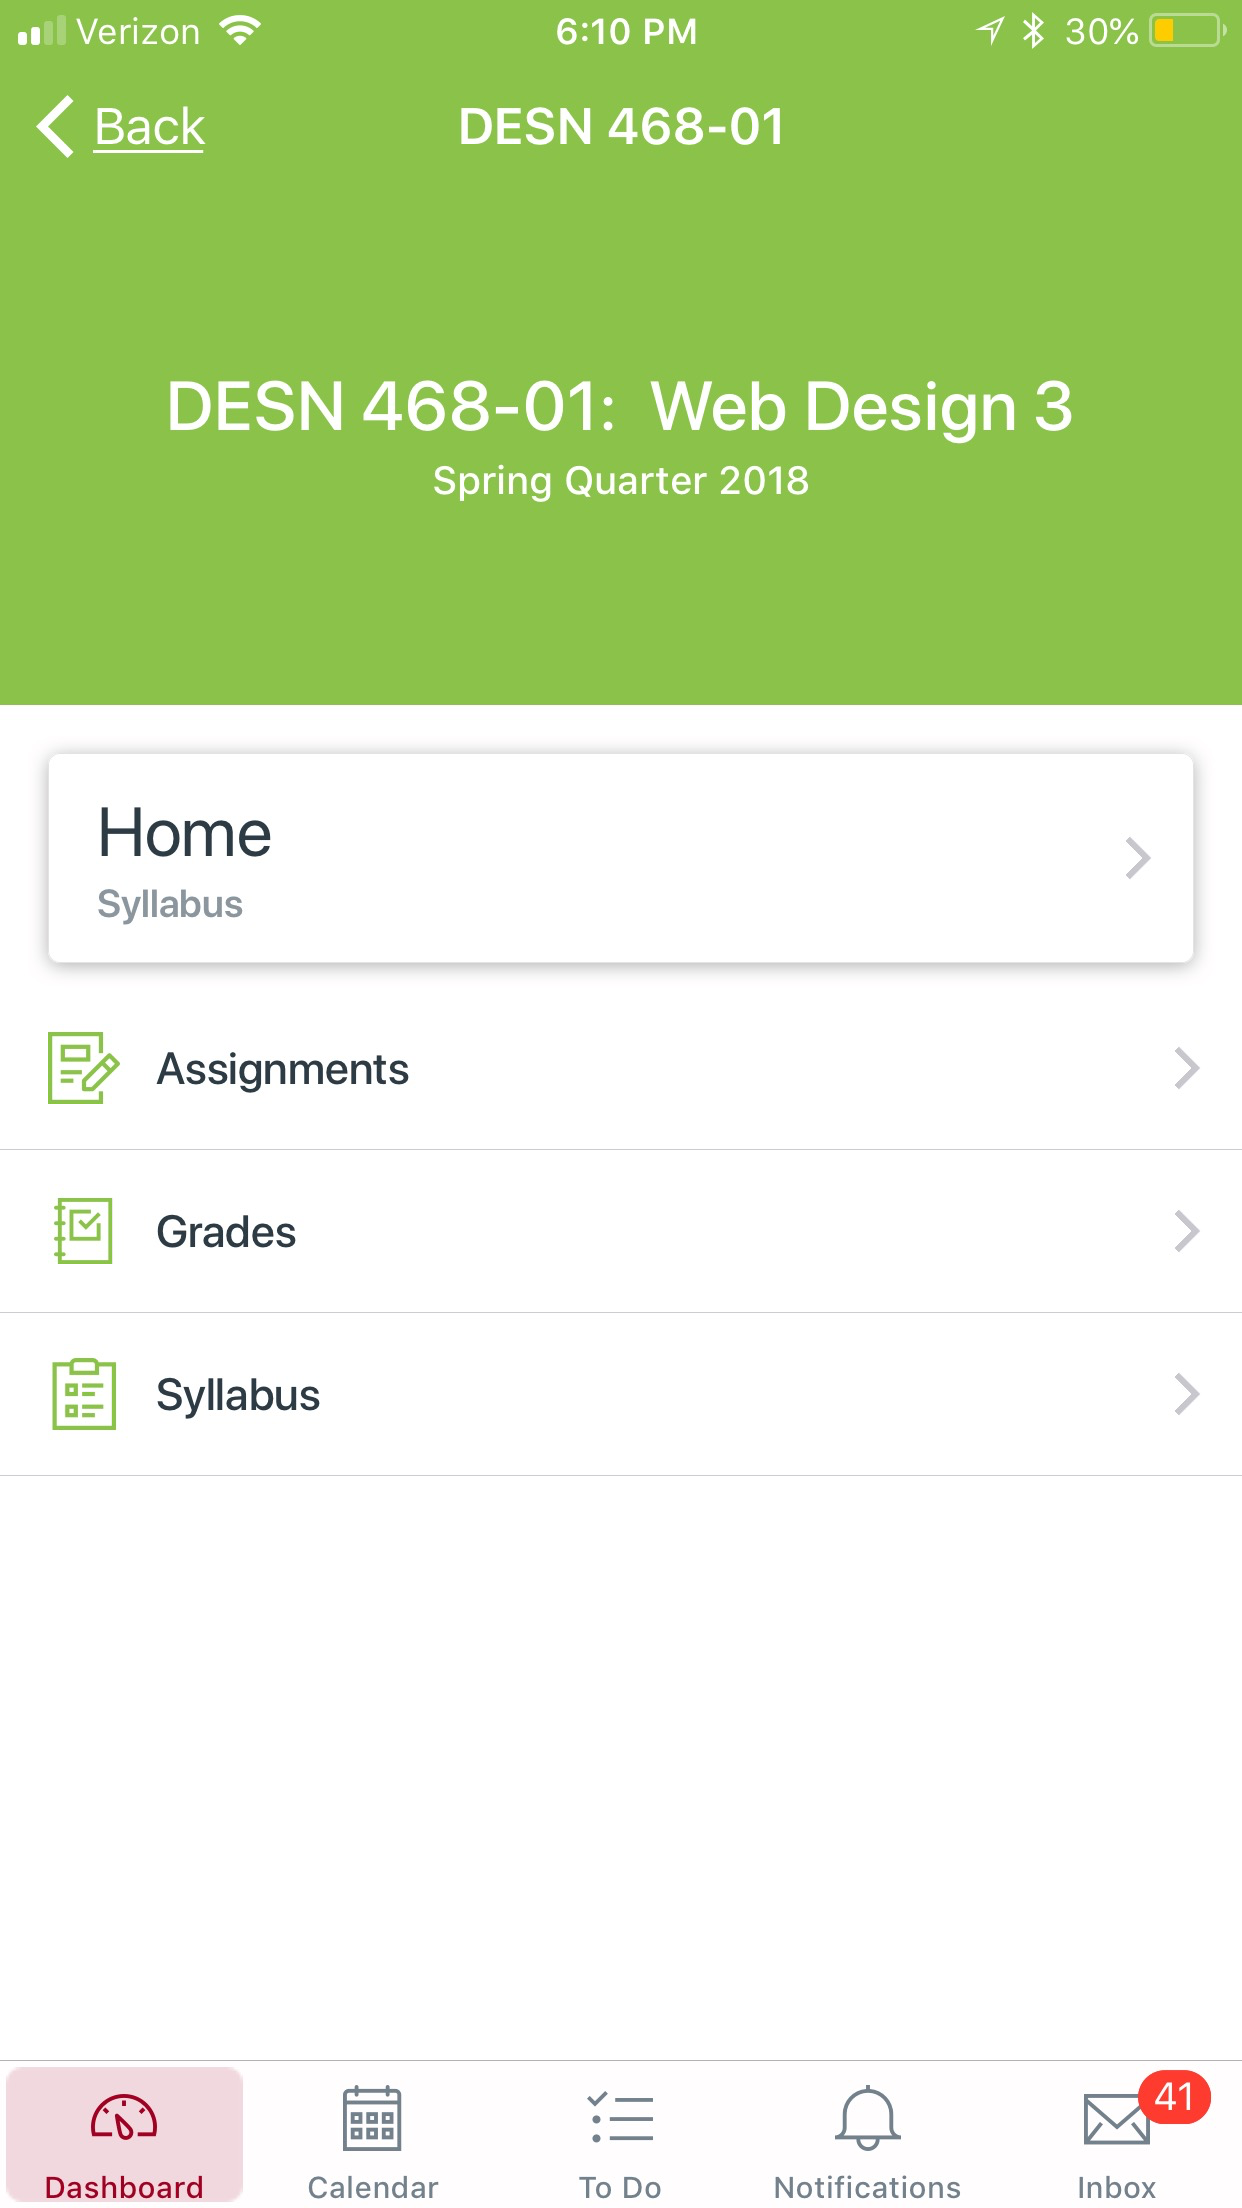 Verizon 6:10 PM 30%
Back DESN 468-01
DESN 468-01:  Web Design 3
Spring Quarter 2018
Home
Syllabus
Assignments
Grades
Syllabus
41
Dashboard Calendar To Do Notifications Inbox